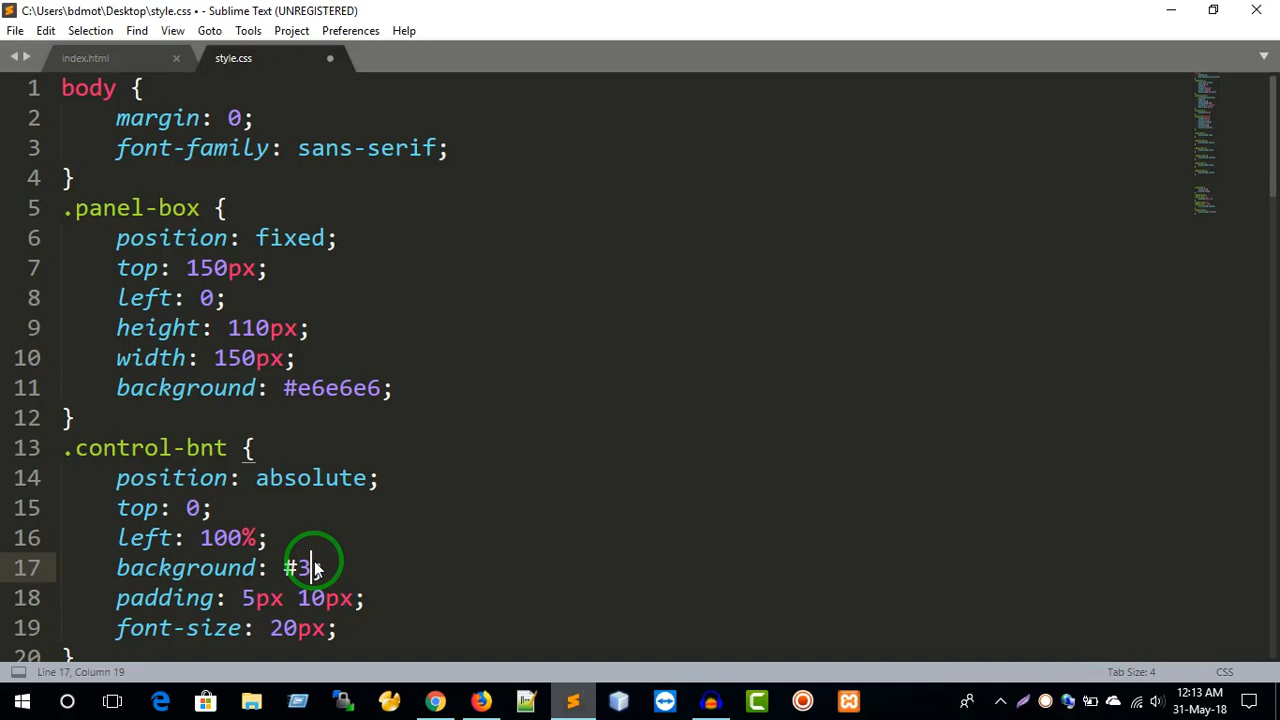 C:\Users\bdmot\Desktop\style.css • - Sublime Text (UNREGISTERED)
File Edit Selection Find View Goto Tools Project Preferences Help
index.html × style.css
1 body {
2 margin: 0;
3 font-family: sans-serif;
4 }
5 .panel-box {
6 position: fixed;
7 top: 150px;
8 left: 0;
9 height: 110px;
10 width: 150px;
11 background: #e6e6e6;
12 }
13 .control-bnt {
14 position: absolute;
15 top: 0;
16 left: 100%;
17 background: #3;
18 padding: 5px 10px;
19 font-size: 20px;
20 }
Line 17, Column 19 Tab Size: 4 CSS
12:13 AM
31-May-18